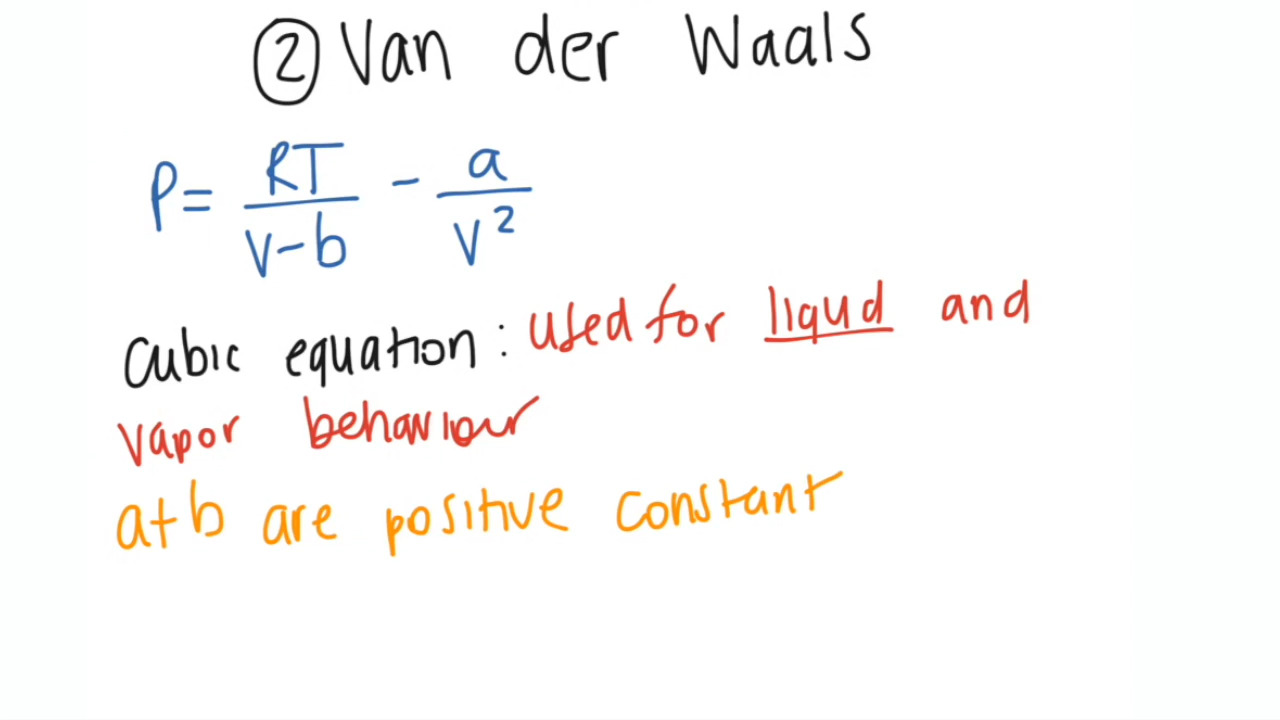 ② Van der Waals
P = RT/(V-b) - a/V²
Cubic equation: used for liqud and
vapor behaviour
a+b are positive constant